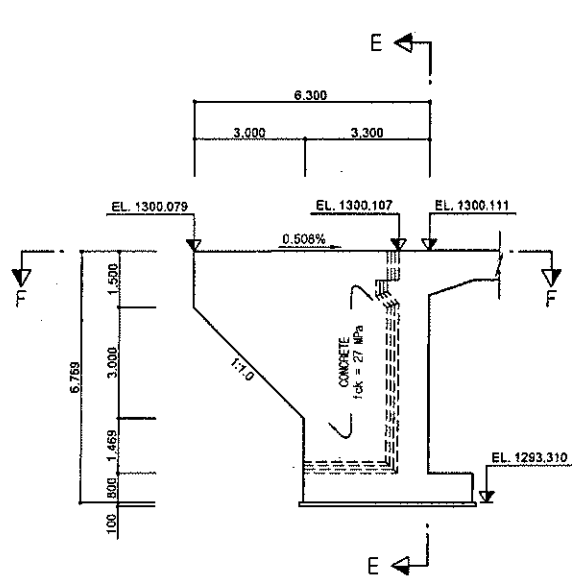 E
6.300
3.000 3.300
EL. 1300.079
EL. 1300.107
EL. 1300.111
0.508%
F
F
1.500
3.000
6.769
1.469
800
100
1:1.0
CONCRETE
fck = 27 MPa
EL. 1293.310
E